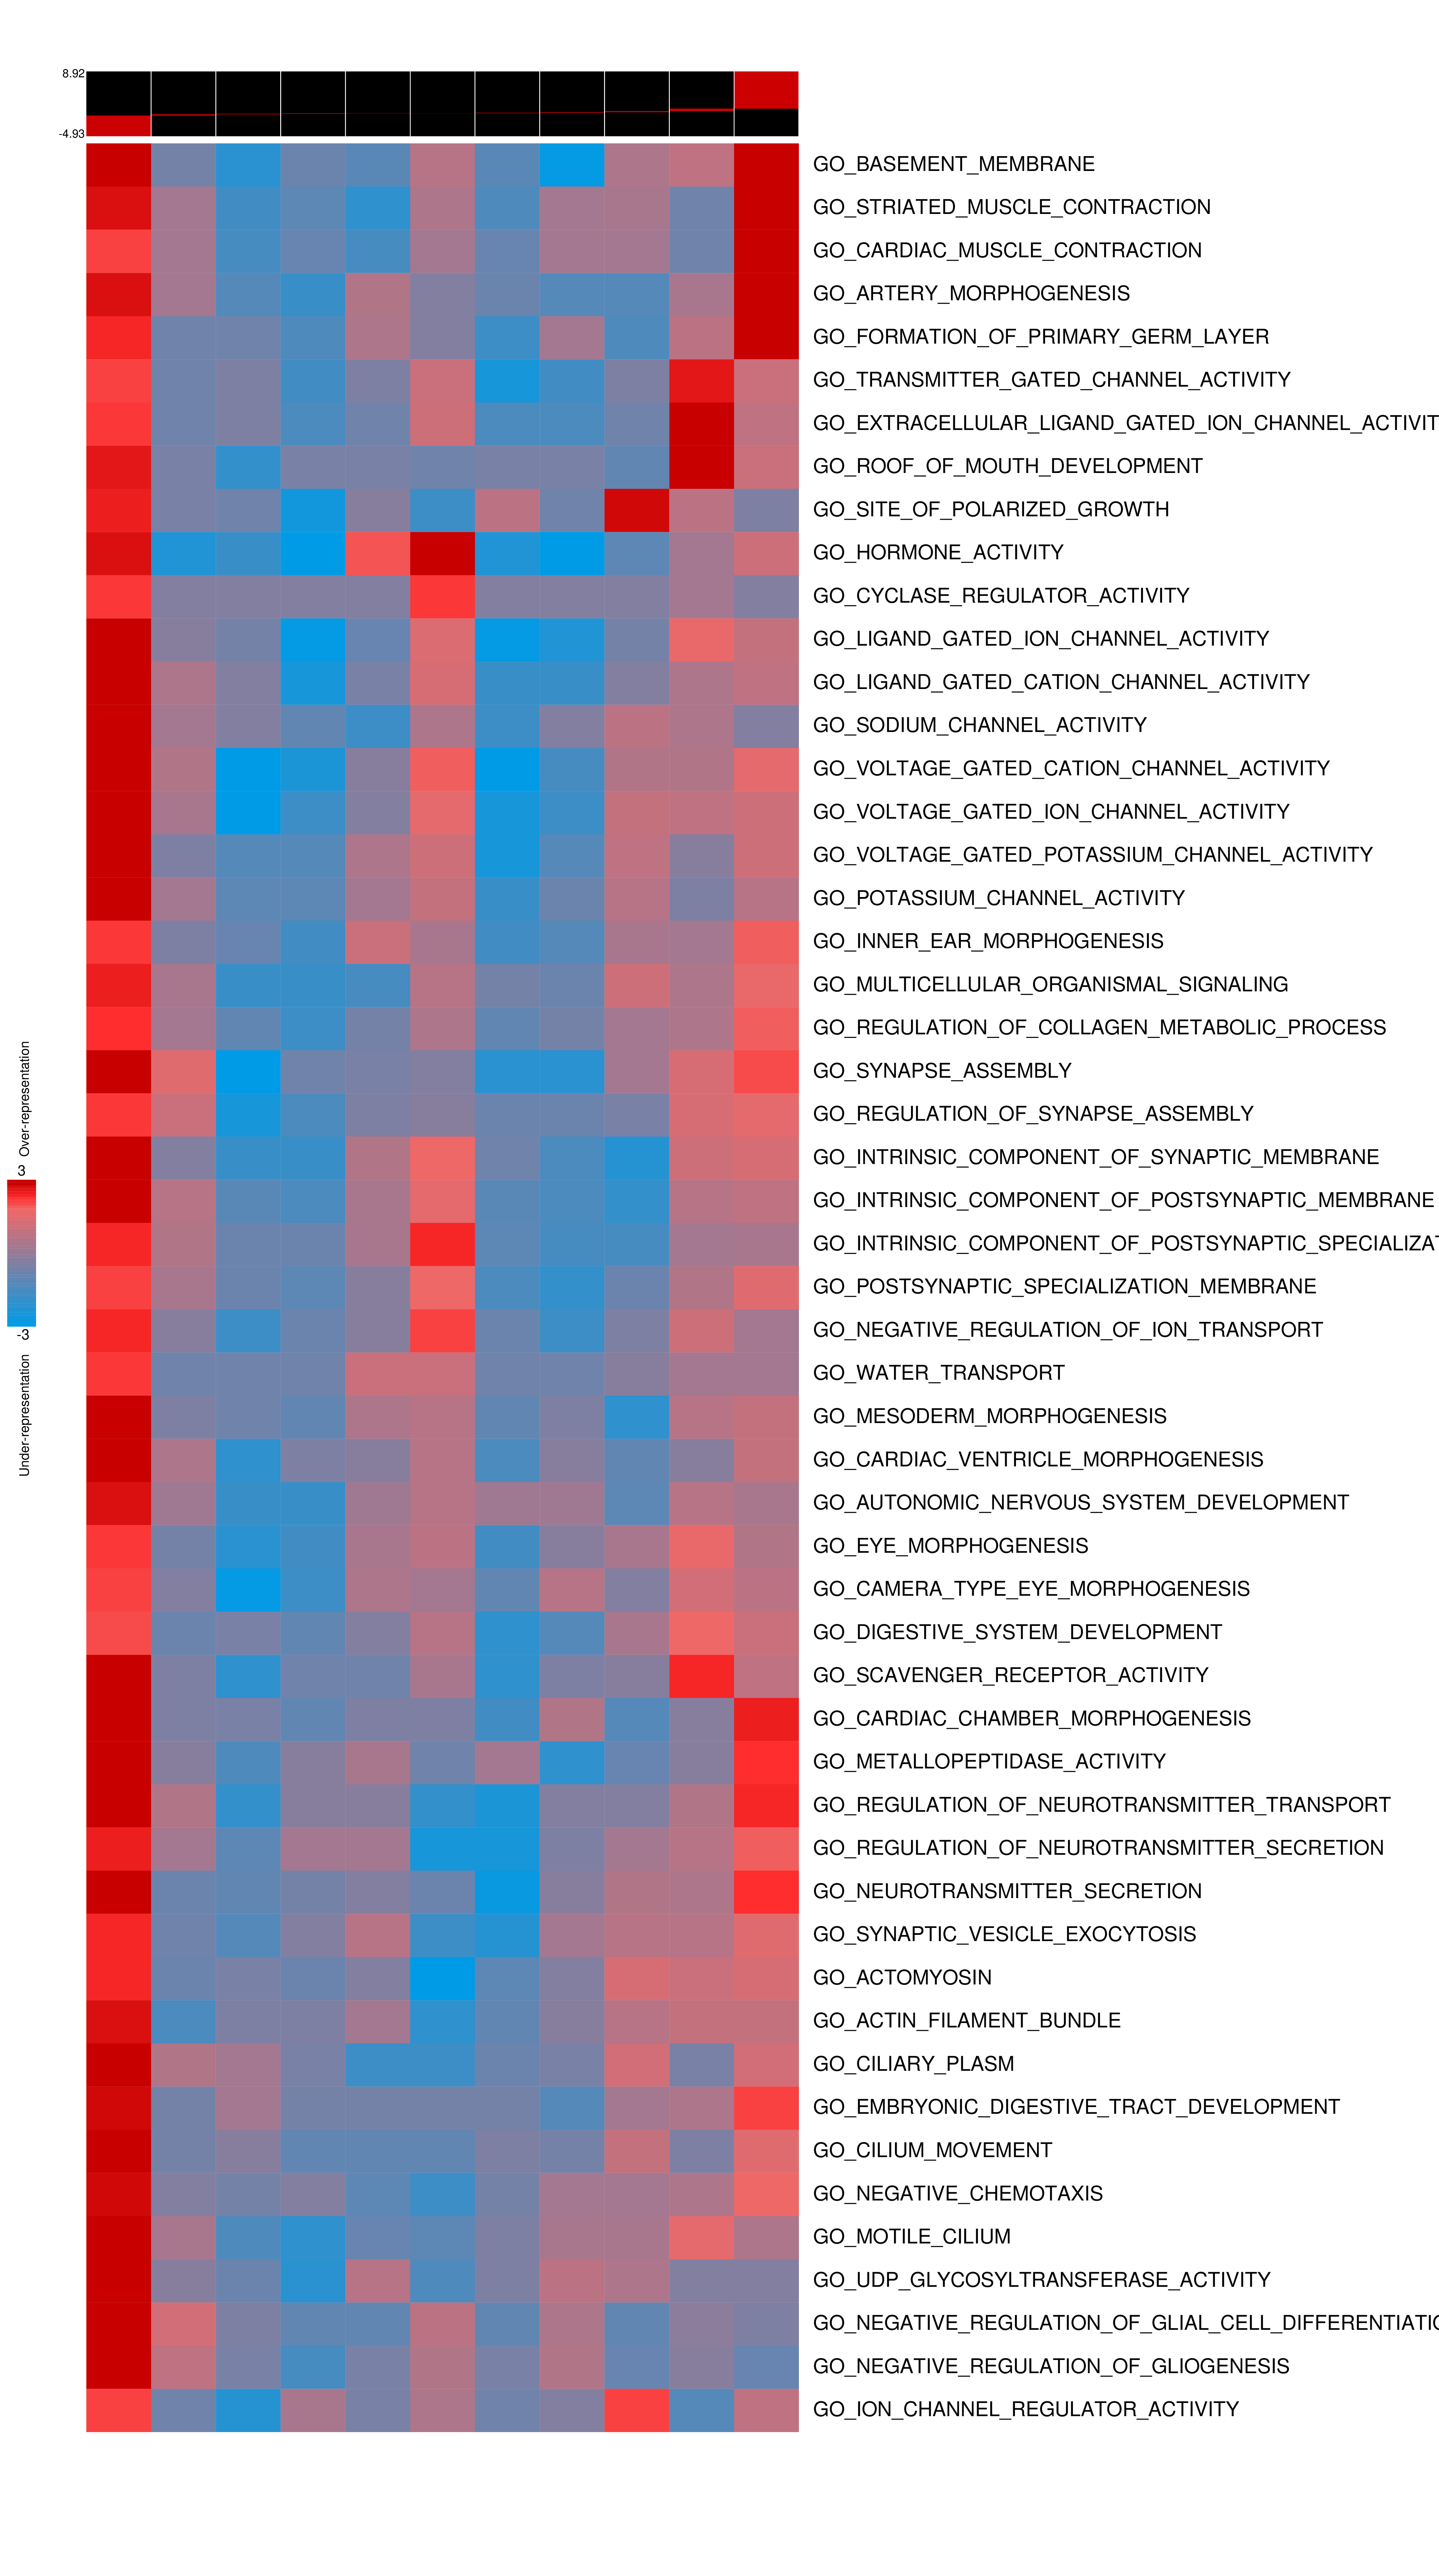 8.92
-4.93
GO_BASEMENT_MEMBRANE
GO_STRIATED_MUSCLE_CONTRACTION
GO_CARDIAC_MUSCLE_CONTRACTION
GO_ARTERY_MORPHOGENESIS
GO_FORMATION_OF_PRIMARY_GERM_LAYER
GO_TRANSMITTER_GATED_CHANNEL_ACTIVITY
GO_EXTRACELLULAR_LIGAND_GATED_ION_CHANNEL_ACTIVIT
GO_ROOF_OF_MOUTH_DEVELOPMENT
GO_SITE_OF_POLARIZED_GROWTH
GO_HORMONE_ACTIVITY
GO_CYCLASE_REGULATOR_ACTIVITY
GO_LIGAND_GATED_ION_CHANNEL_ACTIVITY
GO_LIGAND_GATED_CATION_CHANNEL_ACTIVITY
GO_SODIUM_CHANNEL_ACTIVITY
GO_VOLTAGE_GATED_CATION_CHANNEL_ACTIVITY
GO_VOLTAGE_GATED_ION_CHANNEL_ACTIVITY
GO_VOLTAGE_GATED_POTASSIUM_CHANNEL_ACTIVITY
GO_POTASSIUM_CHANNEL_ACTIVITY
GO_INNER_EAR_MORPHOGENESIS
GO_MULTICELLULAR_ORGANISMAL_SIGNALING
GO_REGULATION_OF_COLLAGEN_METABOLIC_PROCESS
GO_SYNAPSE_ASSEMBLY
GO_REGULATION_OF_SYNAPSE_ASSEMBLY
GO_INTRINSIC_COMPONENT_OF_SYNAPTIC_MEMBRANE
GO_INTRINSIC_COMPONENT_OF_POSTSYNAPTIC_MEMBRANE
GO_INTRINSIC_COMPONENT_OF_POSTSYNAPTIC_SPECIALIZAT
GO_POSTSYNAPTIC_SPECIALIZATION_MEMBRANE
GO_NEGATIVE_REGULATION_OF_ION_TRANSPORT
GO_WATER_TRANSPORT
GO_MESODERM_MORPHOGENESIS
GO_CARDIAC_VENTRICLE_MORPHOGENESIS
GO_AUTONOMIC_NERVOUS_SYSTEM_DEVELOPMENT
GO_EYE_MORPHOGENESIS
GO_CAMERA_TYPE_EYE_MORPHOGENESIS
GO_DIGESTIVE_SYSTEM_DEVELOPMENT
GO_SCAVENGER_RECEPTOR_ACTIVITY
GO_CARDIAC_CHAMBER_MORPHOGENESIS
GO_METALLOPEPTIDASE_ACTIVITY
GO_REGULATION_OF_NEUROTRANSMITTER_TRANSPORT
GO_REGULATION_OF_NEUROTRANSMITTER_SECRETION
GO_NEUROTRANSMITTER_SECRETION
GO_SYNAPTIC_VESICLE_EXOCYTOSIS
GO_ACTOMYOSIN
GO_ACTIN_FILAMENT_BUNDLE
GO_CILIARY_PLASM
GO_EMBRYONIC_DIGESTIVE_TRACT_DEVELOPMENT
GO_CILIUM_MOVEMENT
GO_NEGATIVE_CHEMOTAXIS
GO_MOTILE_CILIUM
GO_UDP_GLYCOSYLTRANSFERASE_ACTIVITY
GO_NEGATIVE_REGULATION_OF_GLIAL_CELL_DIFFERENTIATIO
GO_NEGATIVE_REGULATION_OF_GLIOGENESIS
GO_ION_CHANNEL_REGULATOR_ACTIVITY
Over-representation
3
-3
Under-representation